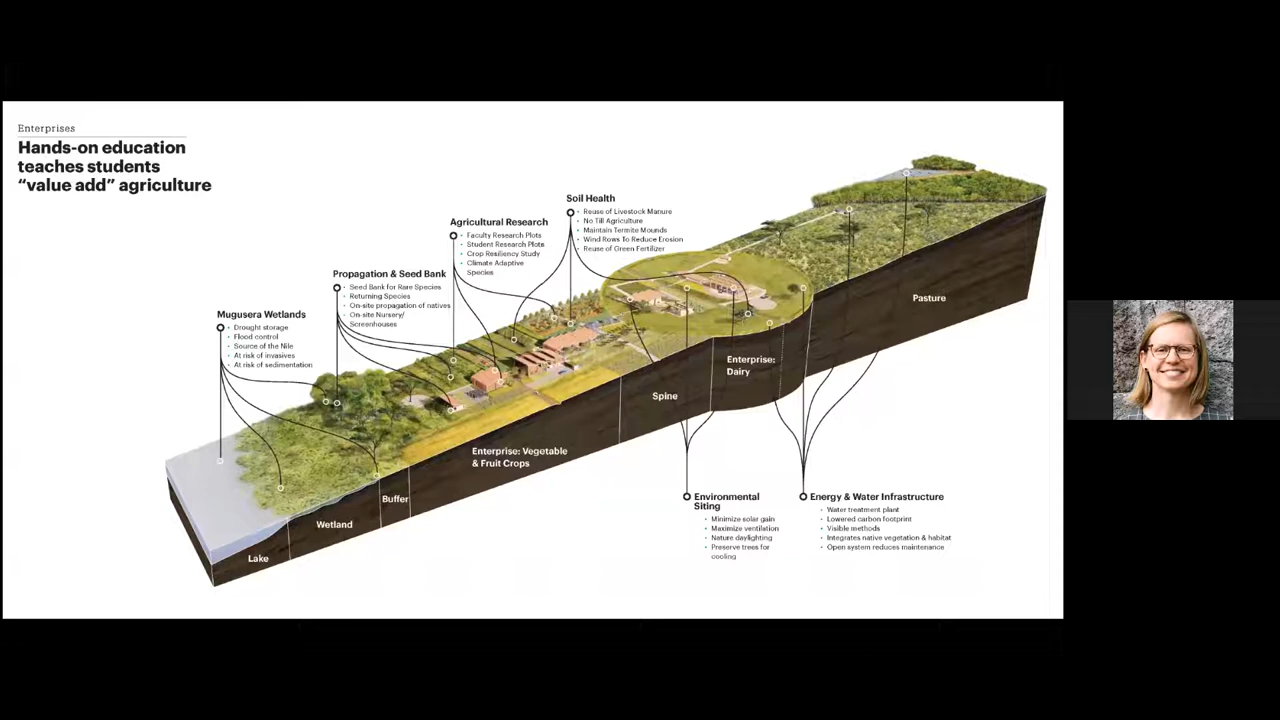 Enterprises
Hands-on education
teaches students
“value add” agriculture
Soil Health
Reuse of Livestock Manure
No Till Agriculture
Maintain Termite Mounds
Wind Rows To Reduce Erosion
Reuse of Green Fertilizer
Agricultural Research
Faculty Research Plots
Student Research Plots
Crop Resiliency Study
Climate Adaptive
Species
Propagation & Seed Bank
Seed Bank for Rare Species
Returning Species
On-site propagation of natives
On-site Nursery/
Screenhouses
Mugusera Wetlands
Drought storage
Flood control
Source of the Nile
At risk of invasives
At risk of sedimentation
Pasture
Enterprise:
Dairy
Spine
Enterprise: Vegetable
& Fruit Crops
Buffer
Wetland
Lake
Environmental
Siting
Minimize solar gain
Maximize ventilation
Nature daylighting
Preserve trees for
cooling
Energy & Water Infrastructure
Water treatment plant
Lowered carbon footprint
Visible methods
Integrates native vegetation & habitat
Open system reduces maintenance